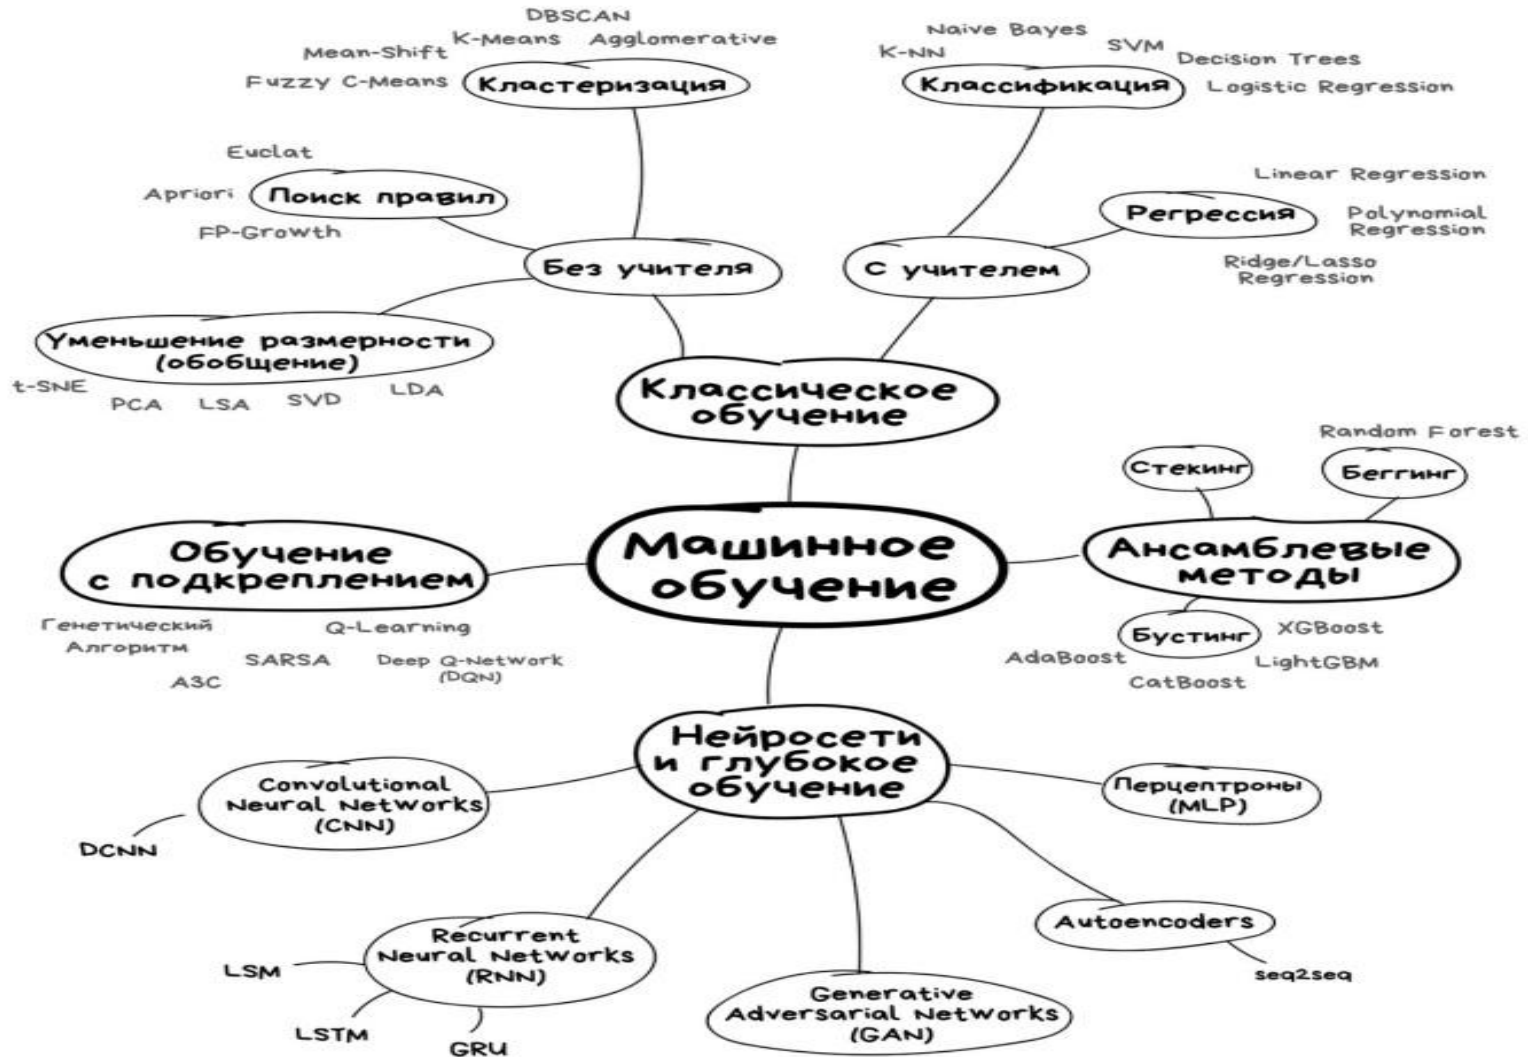 DBSCAN
K-Means
Agglomerative
Mean-Shift
Fuzzy C-Means
Кластеризация
Naive Bayes
K-NN
SVM
Decision Trees
Классификация
Logistic Regression
Euclat
Apriori
Поиск правил
FP-Growth
Linear Regression
Регрессия
Polynomial
Regression
Ridge/Lasso
Regression
Без учителя
С учителем
Уменьшение размерности
(обобщение)
t-SNE
PCA
LSA
SVD
LDA
Классическое
обучение
Random Forest
Стекинг
Беггинг
Машинное
обучение
Ансамблевые
методы
Обучение
с подкреплением
Генетический
Алгоритм
Q-Learning
SARSA
Deep Q-Network
(DQN)
A3C
Бустинг
XGBoost
AdaBoost
LightGBM
CatBoost
Нейросети
и глубокое
обучение
Convolutional
Neural Networks
(CNN)
DCNN
Перцептроны
(MLP)
Autoencoders
seq2seq
Recurrent
Neural Networks
(RNN)
LSM
LSTM
GRU
Generative
Adversarial Networks
(GAN)